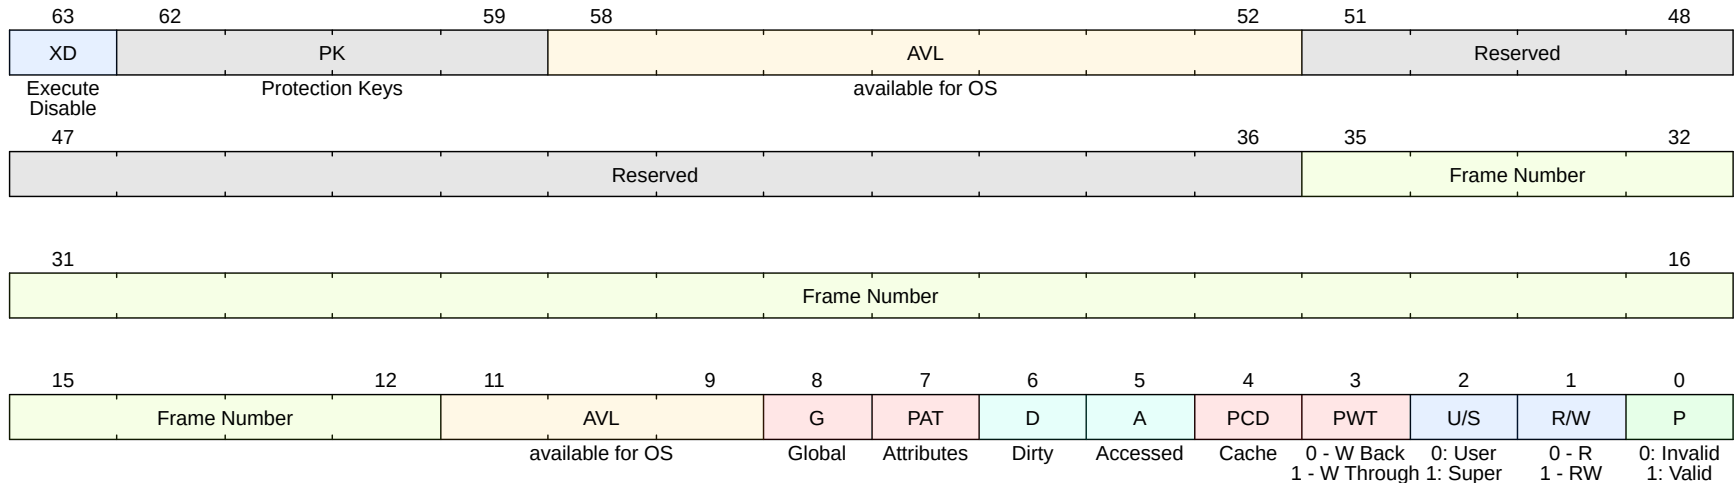 63 62 59 58 52 51 48
XD PK AVL Reserved
Execute Protection Keys available for OS
Disable
47 36 35 32
Reserved Frame Number
31 16
Frame Number
15 12 11 9 8 7 6 5 4 3 2 1 0
Frame Number AVL G PAT D A PCD PWT U/S R/W P
available for OS Global Attributes Dirty Accessed Cache 0 - W Back 0: User 0 - R 0: Invalid
1 - W Through 1: Super 1 - RW 1: Valid